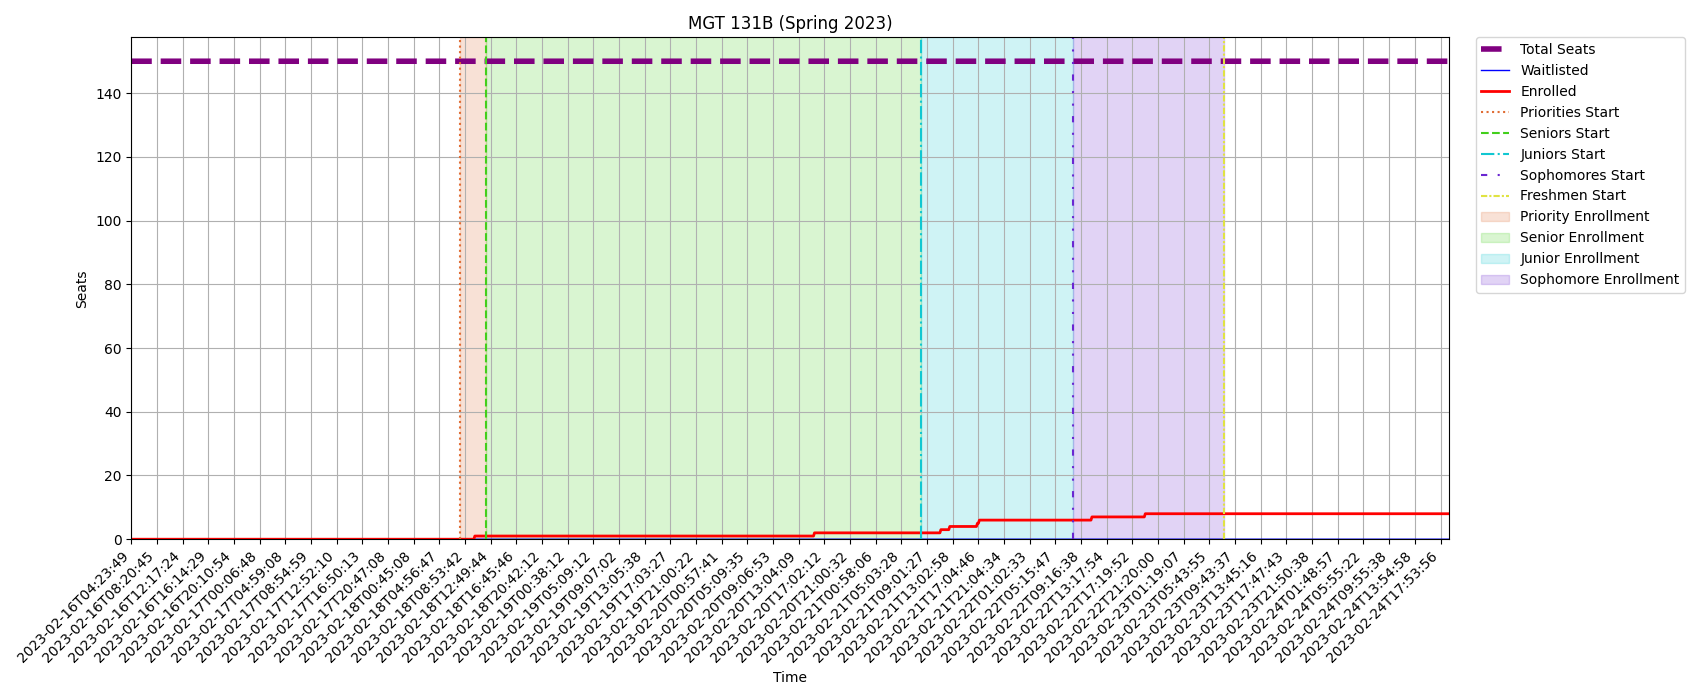 MGT 131B (Spring 2023)
Total Seats
Waitlisted
Enrolled
Priorities Start
Seniors Start
Juniors Start
Sophomores Start
Freshmen Start
Priority Enrollment
Senior Enrollment
Junior Enrollment
Sophomore Enrollment
Seats
140
120
100
80
60
40
20
0
2023-02-16T04:23:49
2023-02-16T08:20:45
2023-02-16T12:17:24
2023-02-16T16:14:29
2023-02-16T20:10:54
2023-02-17T00:06:48
2023-02-17T04:59:08
2023-02-17T08:54:59
2023-02-17T12:52:10
2023-02-17T16:50:13
2023-02-17T20:47:08
2023-02-18T00:45:08
2023-02-18T04:56:47
2023-02-18T08:53:42
2023-02-18T12:49:44
2023-02-18T16:45:46
2023-02-18T20:42:12
2023-02-19T00:38:12
2023-02-19T05:09:12
2023-02-19T09:07:02
2023-02-19T13:05:38
2023-02-19T17:03:27
2023-02-19T21:00:22
2023-02-20T00:57:41
2023-02-20T05:09:35
2023-02-20T09:06:53
2023-02-20T13:04:09
2023-02-20T17:02:12
2023-02-20T21:00:32
2023-02-21T00:58:06
2023-02-21T05:03:28
2023-02-21T09:01:27
2023-02-21T13:02:58
2023-02-21T17:04:46
2023-02-21T21:04:34
2023-02-22T01:02:33
2023-02-22T05:15:47
2023-02-22T09:16:38
2023-02-22T13:17:54
2023-02-22T17:19:52
2023-02-22T21:20:00
2023-02-23T01:19:07
2023-02-23T05:43:55
2023-02-23T09:43:37
2023-02-23T13:45:16
2023-02-23T17:47:43
2023-02-23T21:50:38
2023-02-24T01:48:57
2023-02-24T05:55:22
2023-02-24T09:55:38
2023-02-24T13:54:58
2023-02-24T17:53:56
Time